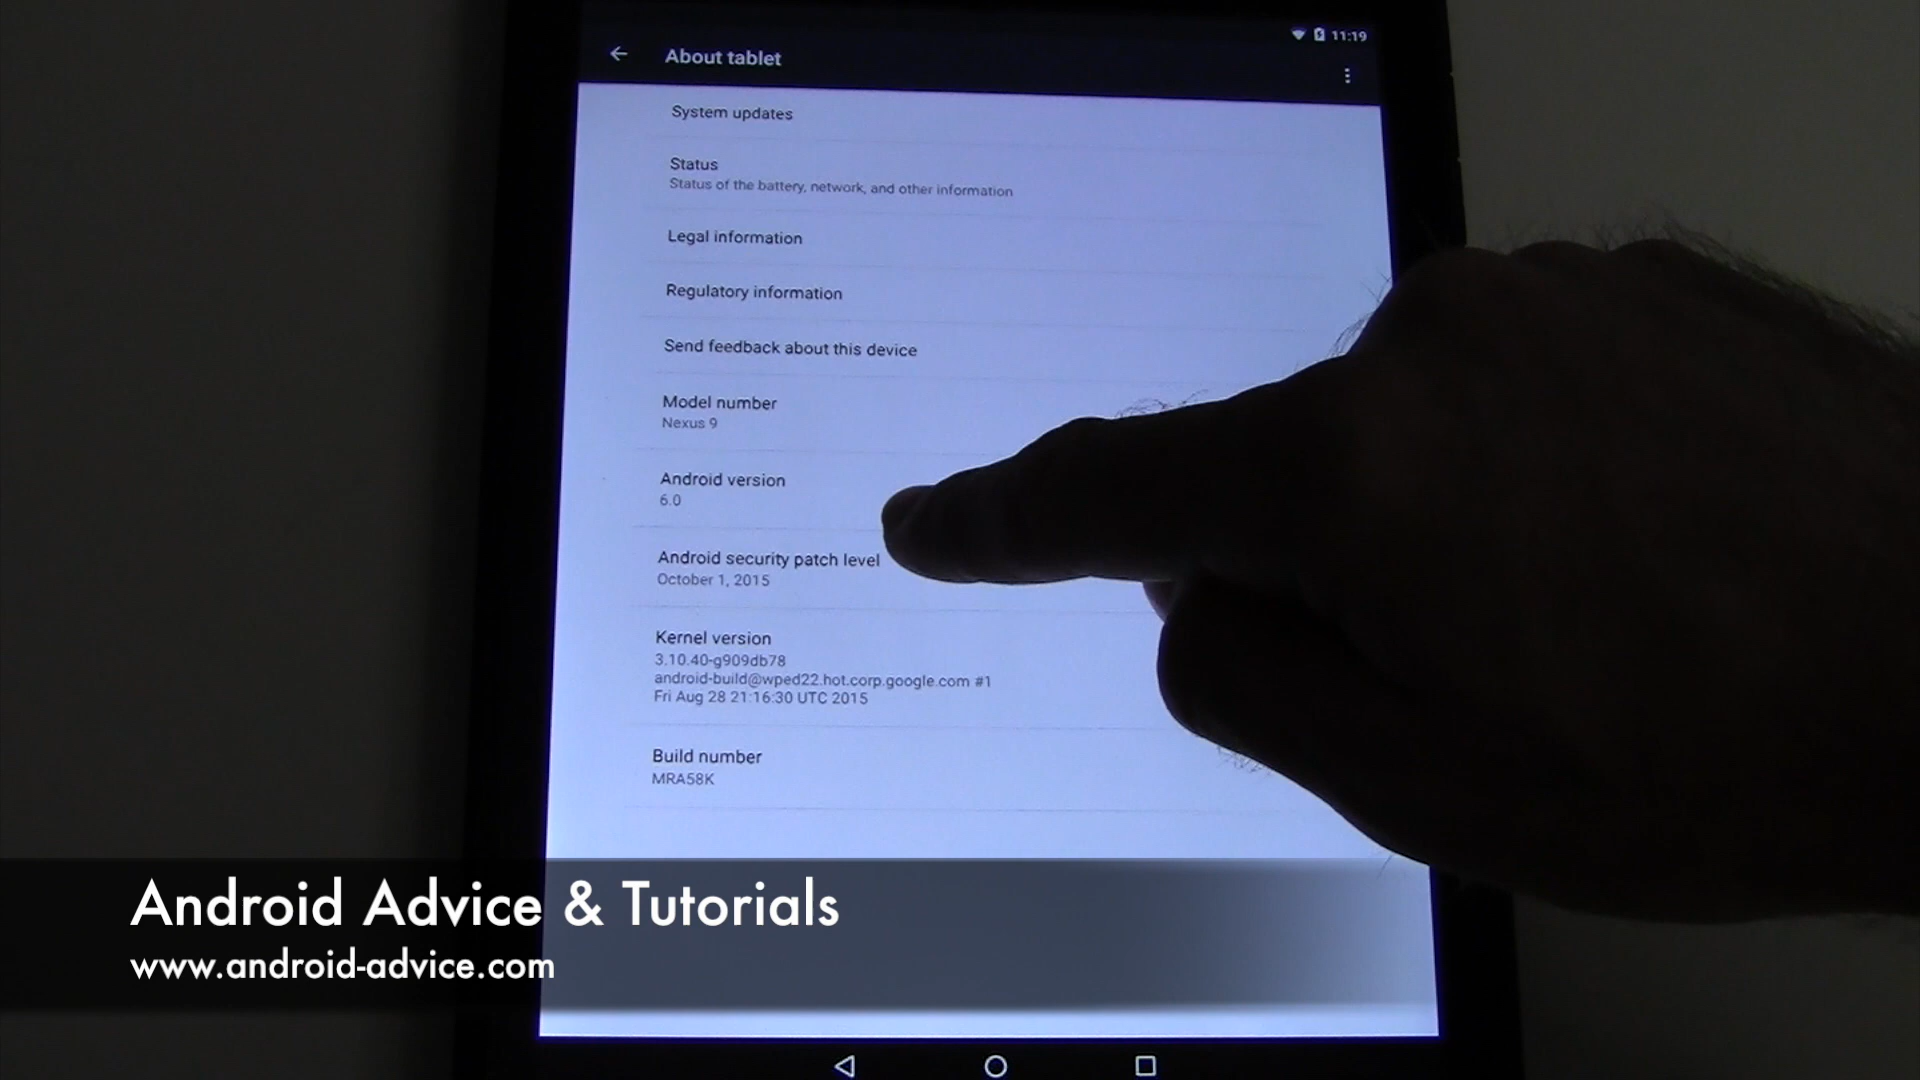 11:19
About tablet
System updates
Status
Status of the battery, network, and other information
Legal information
Regulatory information
Send feedback about this device
Model number
Nexus 9
Android version
6.0
Android security patch level
October 1, 2015
Kernel version
3.10.40-g909db78
android-build@wped22.hot.corp.google.com #1
Fri Aug 28 21:16:30 UTC 2015
Build number
MRA58K
Android Advice & Tutorials
www.android-advice.com